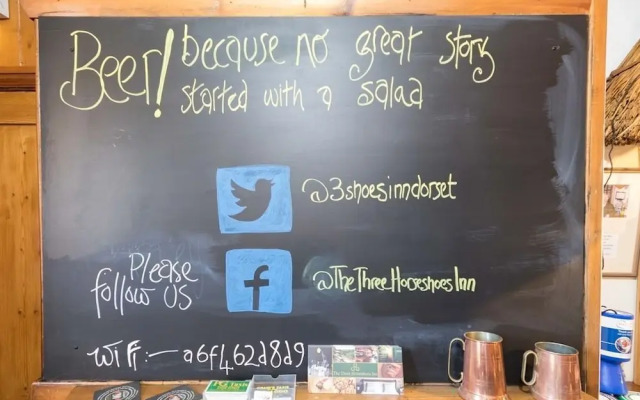 Beer! because no great story
started with a salad
@3shoesinndorset
Please
follow us
@TheThreeHorseshoesInn
wifi:- a6f462d8d9